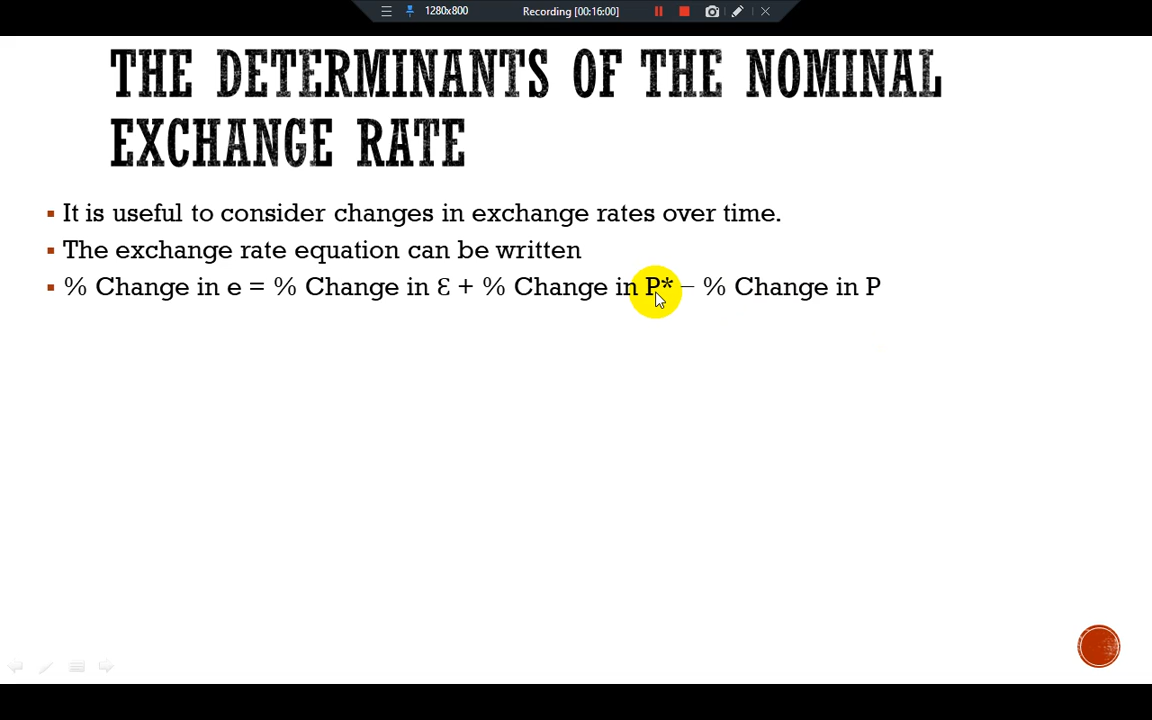 1280x800 Recording [00:16:00]
THE DETERMINANTS OF THE NOMINAL
EXCHANGE RATE
▪ It is useful to consider changes in exchange rates over time.
▪ The exchange rate equation can be written
▪ % Change in e = % Change in Ɛ + % Change in P* − % Change in P